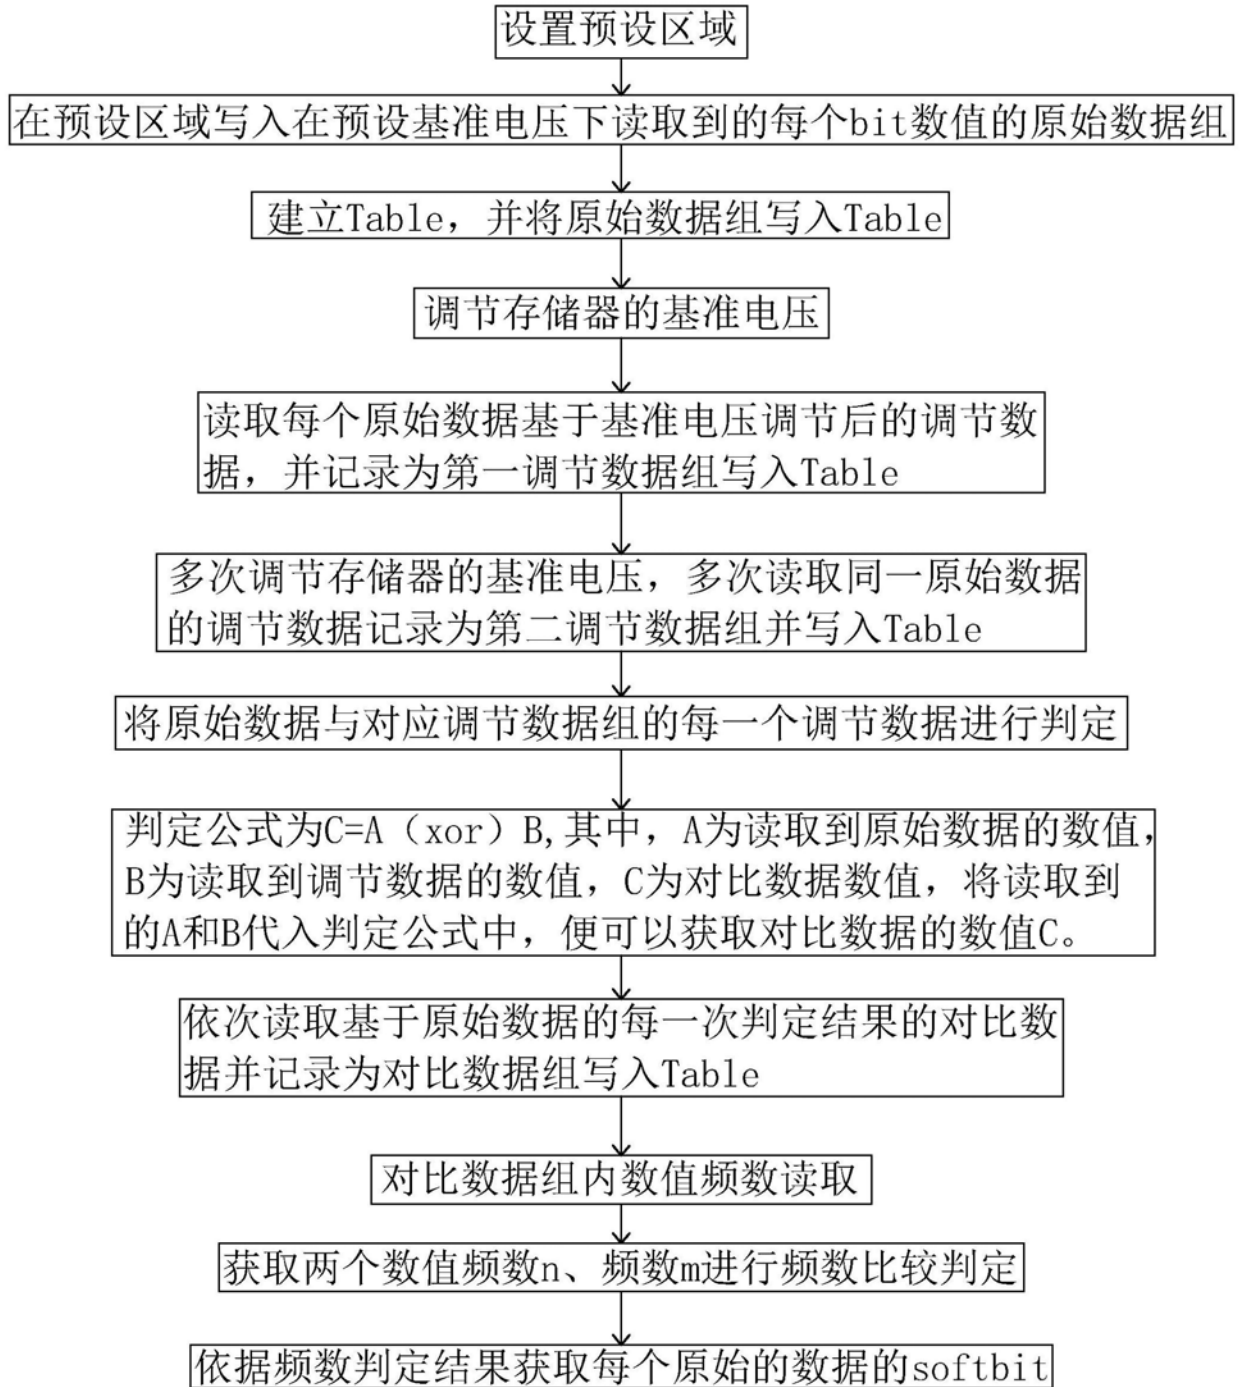 设置预设区域
在预设区域写入在预设基准电压下读取到的每个bit数值的原始数据组
建立Table，并将原始数据组写入Table
调节存储器的基准电压
读取每个原始数据基于基准电压调节后的调节数
据，并记录为第一调节数据组写入Table
多次调节存储器的基准电压，多次读取同一原始数据
的调节数据记录为第二调节数据组并写入Table
将原始数据与对应调节数据组的每一个调节数据进行判定
判定公式为C=A（xor）B,其中，A为读取到原始数据的数值，
B为读取到调节数据的数值，C为对比数据数值，将读取到
的A和B代入判定公式中，便可以获取对比数据的数值C。
依次读取基于原始数据的每一次判定结果的对比数
据并记录为对比数据组写入Table
对比数据组内数值频数读取
获取两个数值频数n、频数m进行频数比较判定
依据频数判定结果获取每个原始的数据的softbit